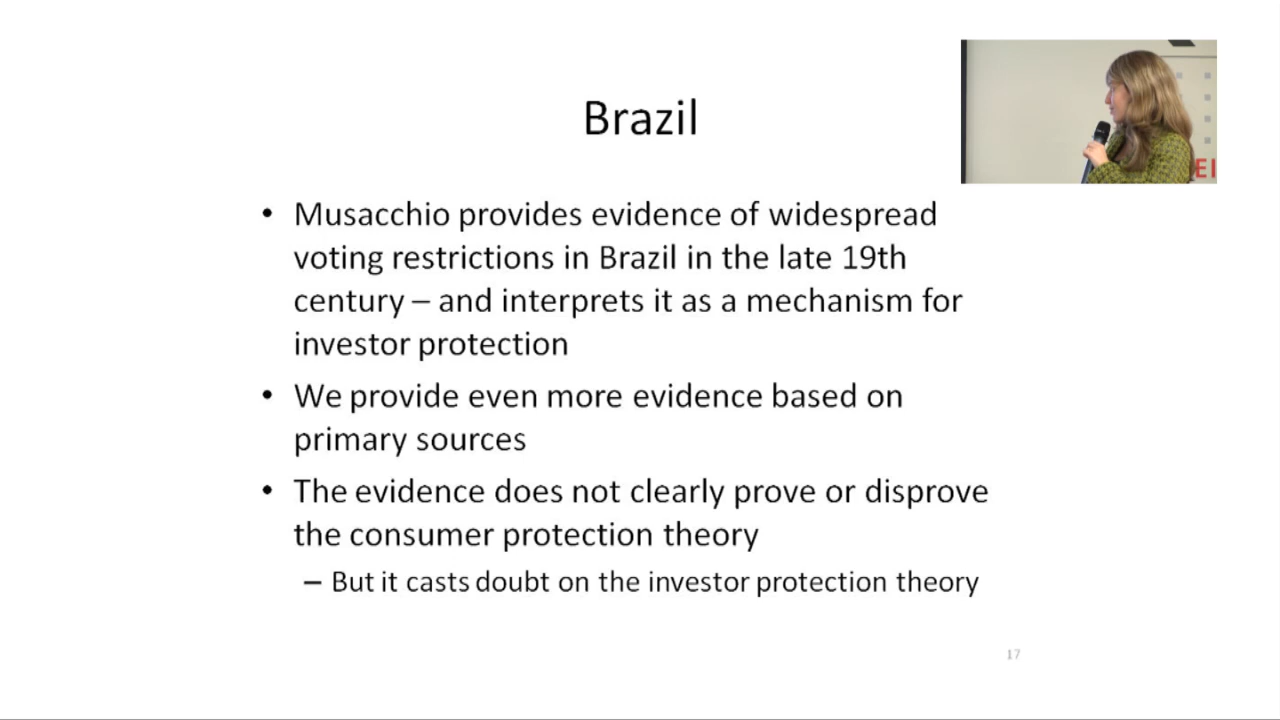 Brazil
• Musacchio provides evidence of widespread
voting restrictions in Brazil in the late 19th
century – and interprets it as a mechanism for
investor protection
• We provide even more evidence based on
primary sources
• The evidence does not clearly prove or disprove
the consumer protection theory
– But it casts doubt on the investor protection theory
17
EI